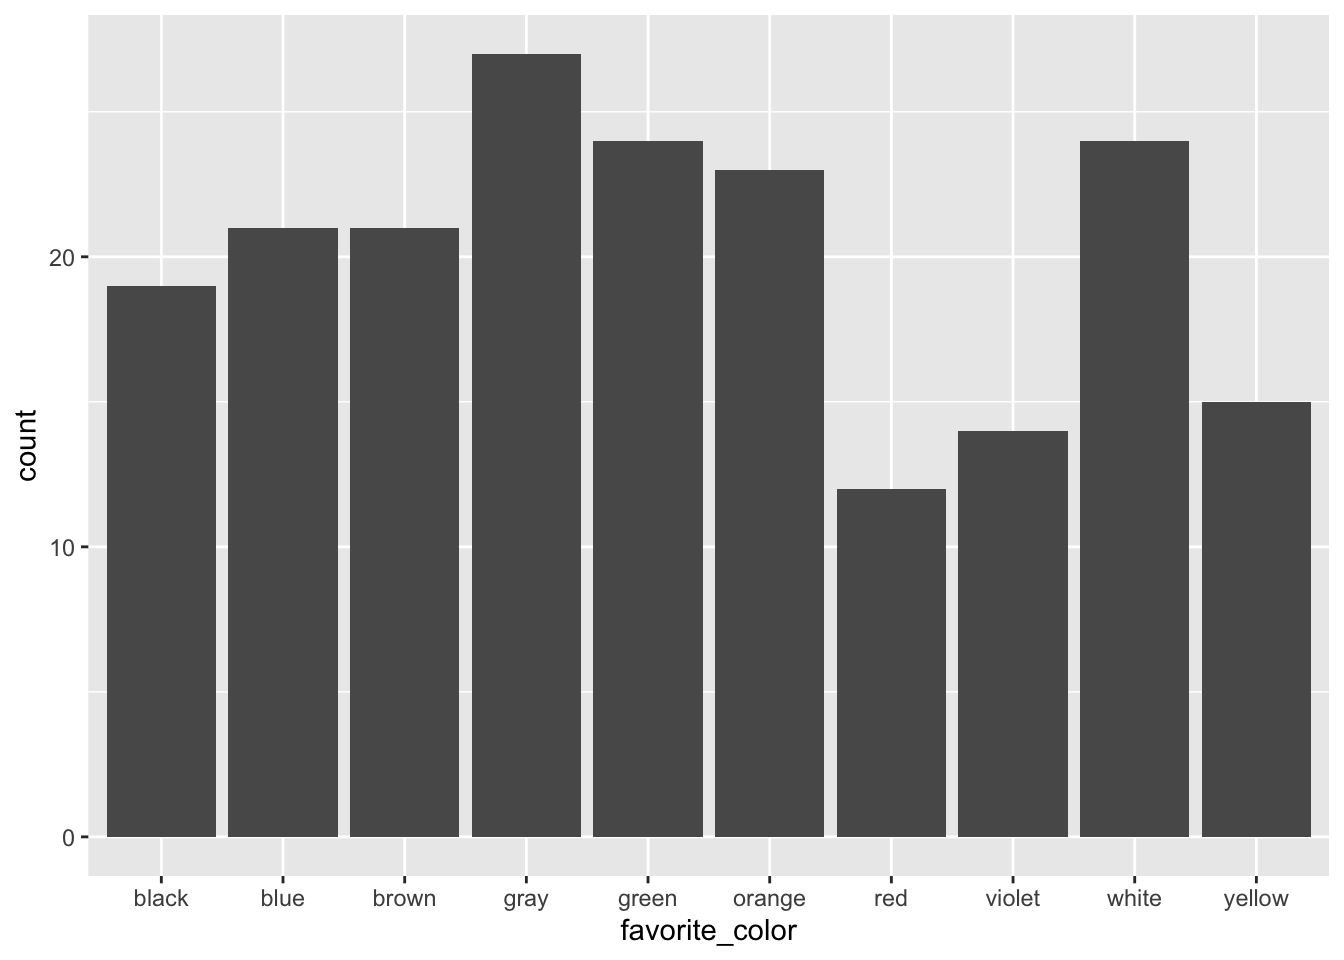 count
20
10
0
black blue brown gray green orange red violet white yellow
favorite_color